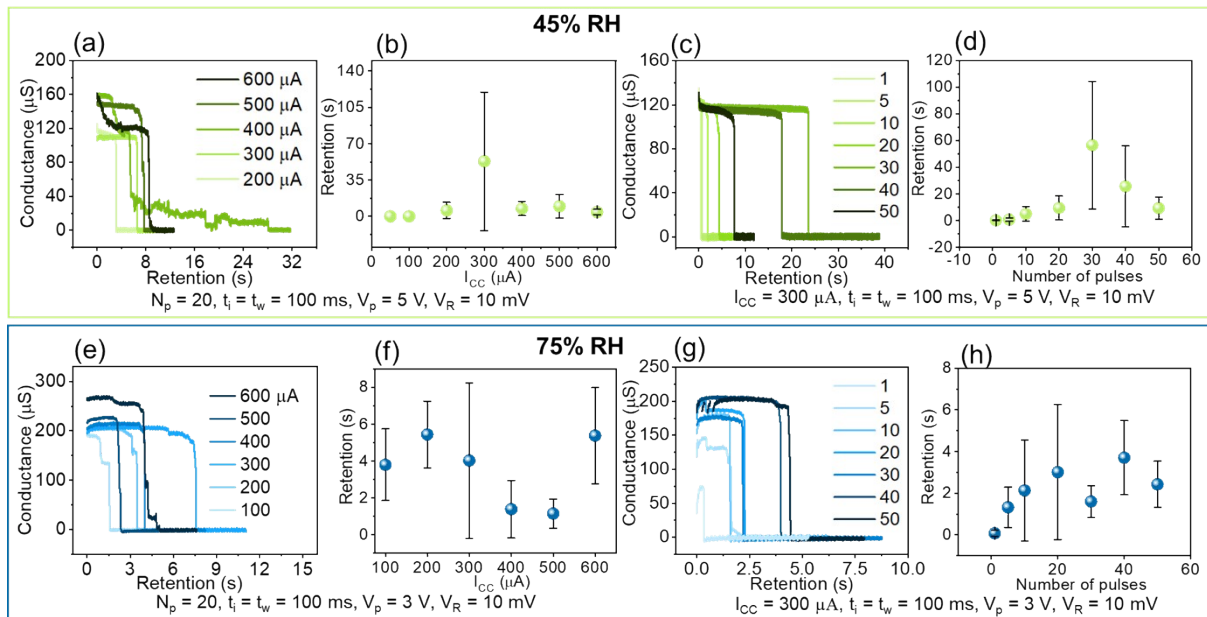 45% RH
(a)
Conductance (µS)
200
160
120
80
40
0
600 µA
500 µA
400 µA
300 µA
200 µA
0 8 16 24 32
Retention (s)
(b)
Retention (s)
140
105
70
35
0
0 100 200 300 400 500 600
I_CC (µA)
N_p = 20, t_i = t_w = 100 ms, V_p = 5 V, V_R = 10 mV
(c)
Conductance (µS)
160
120
80
40
0
1
5
10
20
30
40
50
0 10 20 30 40
Retention (s)
(d)
Retention (s)
120
100
80
60
40
20
0
-20
-10 0 10 20 30 40 50 60
Number of pulses
I_CC = 300 µA, t_i = t_w = 100 ms, V_p = 5 V, V_R = 10 mV
75% RH
(e)
Conductance (µS)
300
200
100
0
600 µA
500
400
300
200
100
0 3 6 9 12 15
Retention (s)
(f)
Retention (s)
8
6
4
2
0
100 200 300 400 500 600
I_CC (µA)
N_p = 20, t_i = t_w = 100 ms, V_p = 3 V, V_R = 10 mV
(g)
Conductance (µS)
250
200
150
100
50
0
1
5
10
20
30
40
50
0.0 2.5 5.0 7.5 10.0
Retention (s)
(h)
Retention (s)
8
6
4
2
0
0 20 40 60
Number of pulses
I_CC = 300 µA, t_i = t_w = 100 ms, V_p = 3 V, V_R = 10 mV